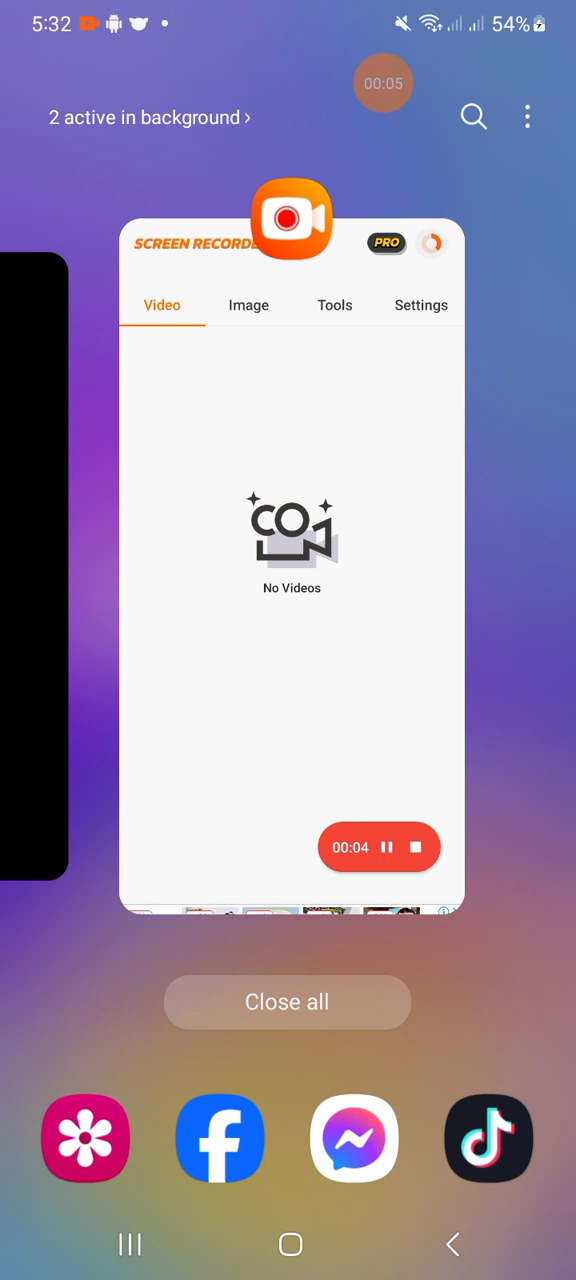 5:32
54%
00:05
2 active in background ›
SCREEN RECORDE
PRO
Video
Image
Tools
Settings
No Videos
00:04
Close all